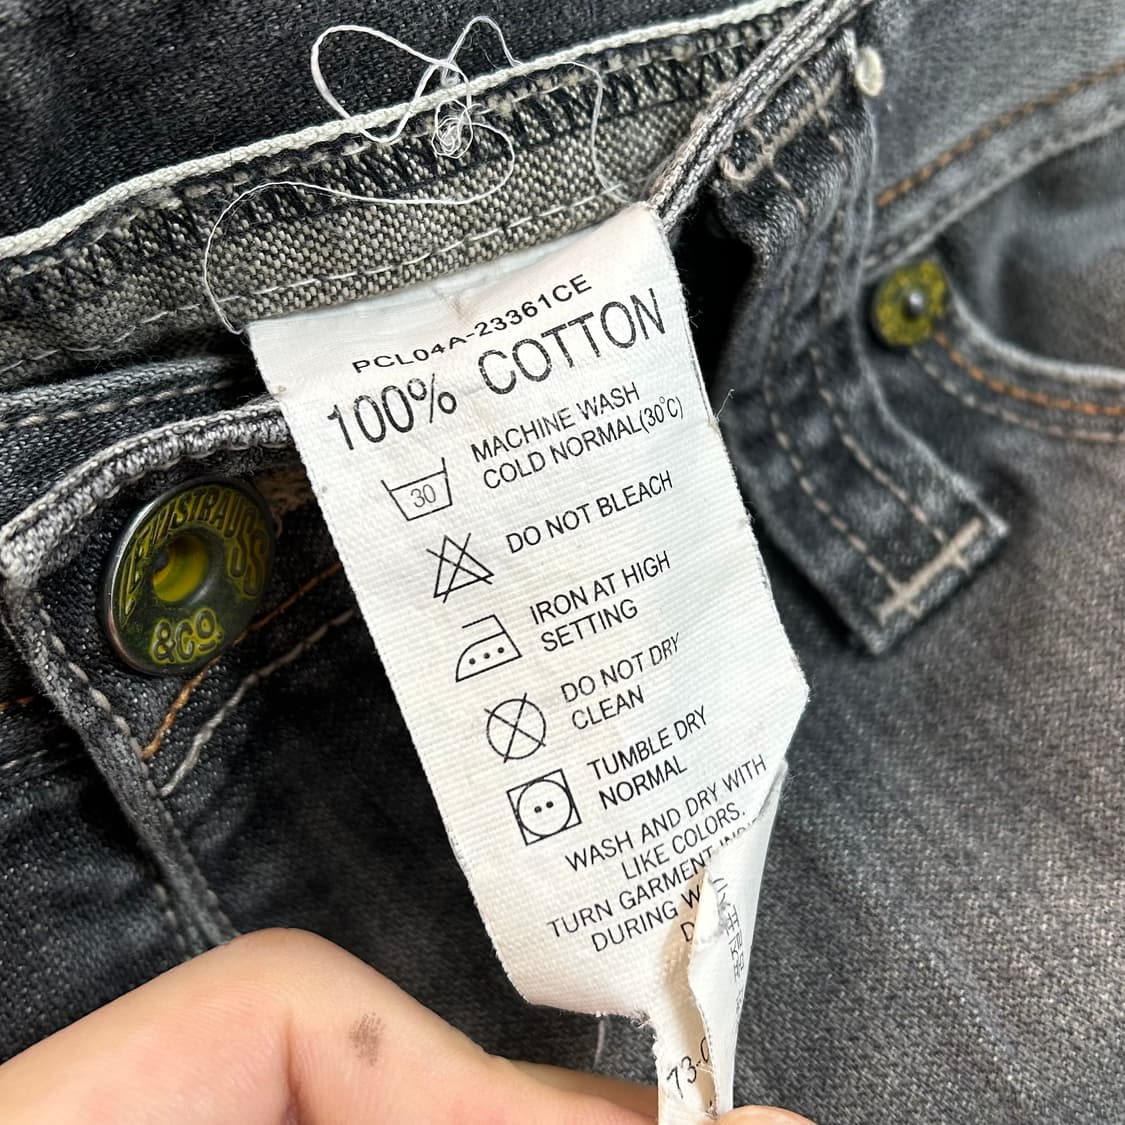 PCL04A-23361CE
100% COTTON
30
MACHINE WASH
COLD NORMAL(30°C)
DO NOT BLEACH
IRON AT HIGH
SETTING
DO NOT DRY
CLEAN
TUMBLE DRY
NORMAL
WASH AND DRY WITH
LIKE COLORS.
TURN GARMENT
DURING
LEVI STRAUSS
&CO.